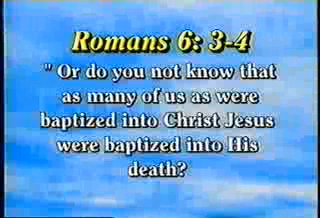 Romans 6: 3-4
" Or do you not know that
as many of us as were
baptized into Christ Jesus
were baptized into His
death?